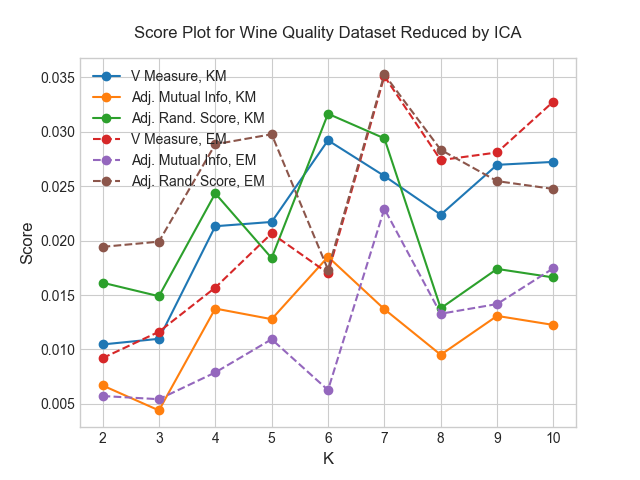 Score Plot for Wine Quality Dataset Reduced by ICA
V Measure, KM
Adj. Mutual Info, KM
Adj. Rand. Score, KM
V Measure, EM
Adj. Mutual Info, EM
Adj. Rand. Score, EM
0.035
0.030
0.025
0.020
0.015
0.010
0.005
Score
2 3 4 5 6 7 8 9 10
K